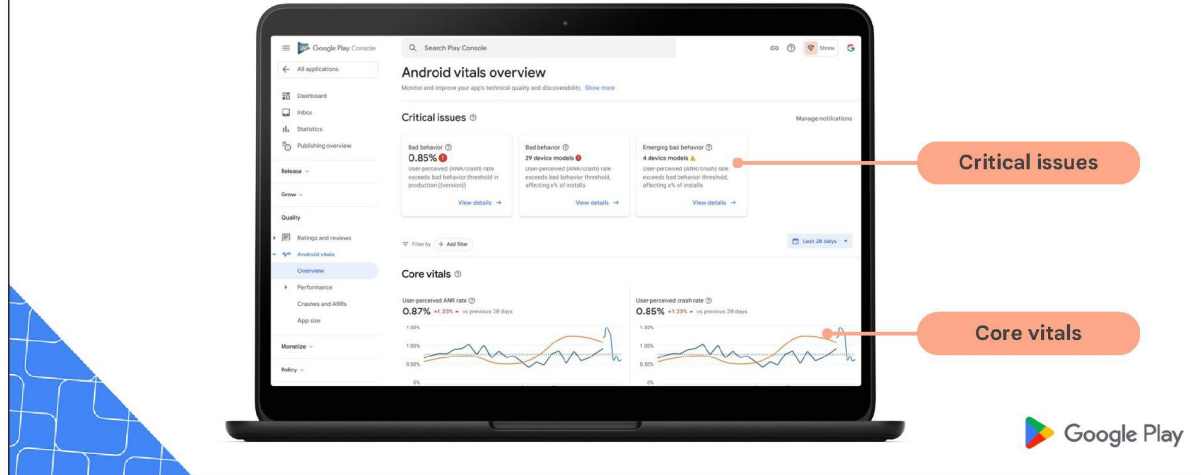 Google Play Console
Search Play Console
Shrine
All applications
Android vitals overview
Monitor and improve your app's technical quality and discoverability. Show more
Dashboard
Inbox
Statistics
Publishing overview
Critical issues
Manage notiications
Bad behavior
0.85%
User-perceived (ANR/crash) rate
exceeds bad behavior threshold in
production ({version})
View details →
Bad behavior
29 device models
User-perceived (ANR/crash) rate
exceeds bad behavior threshold,
affecting x% of installs
View details →
Emerging bad behavior
4 device models
User-perceived (ANR/crash) rate
exceeds bad behavior threshold,
affecting x% of installs
View details →
Critical issues
Release
Grow
Quality
Ratings and reviews
Android vitals
Overview
Performance
Crashes and ANRs
App size
Monetize
Policy
Filter by
+ Add filter
Last 28 days
Core vitals
User-perceived ANR rate
0.87% +1.23% vs previous 28 days
1.50%
1.00%
0.50%
0%
User-perceived crash rate
0.85% +1.23% vs previous 28 days
1.50%
1.00%
0.50%
0%
Core vitals
Google Play